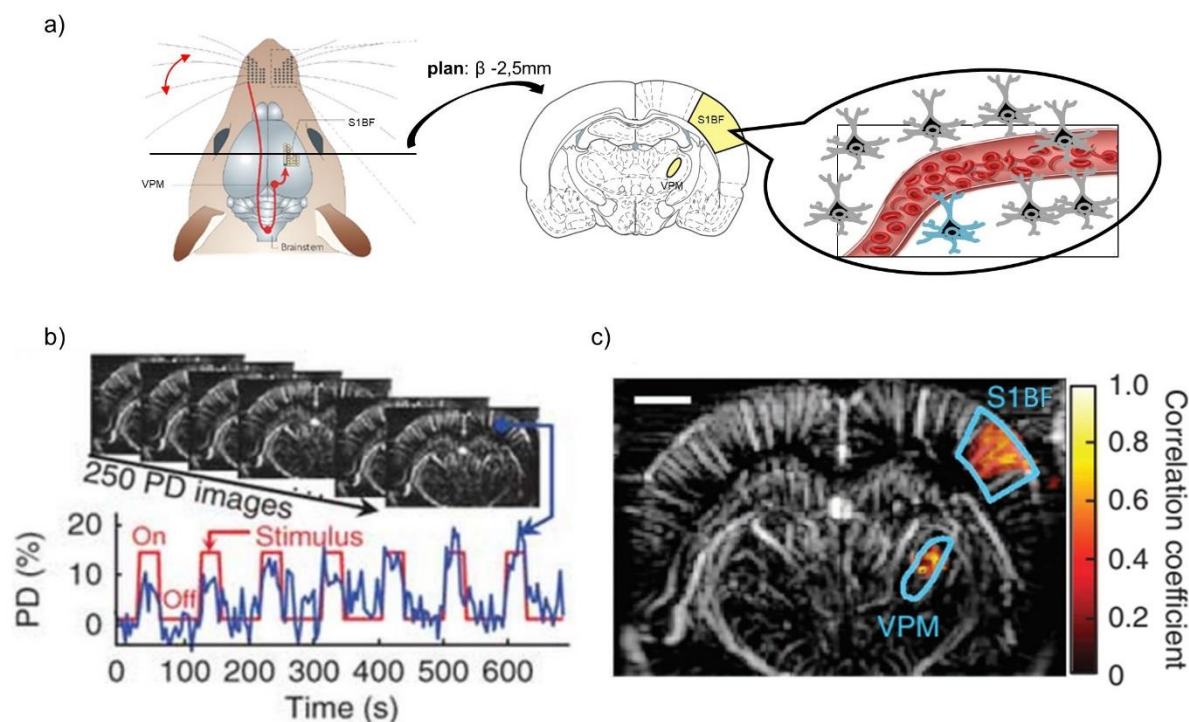 a)
plan: β -2,5mm
S1BF
VPM
Brainstem
S1BF
VPM
b)
250 PD images
...
20
10
0
PD (%)
On
Stimulus
Off
0 100 200 300 400 500 600
Time (s)
c)
S1BF
VPM
1.0
0.8
0.6
0.4
0.2
0
Correlation coefficient